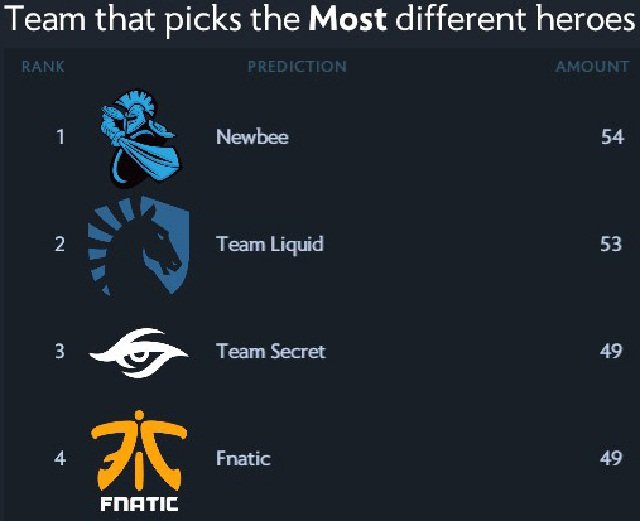 Team that picks the Most different heroes
RANK PREDICTION AMOUNT
1 Newbee 54
2 Team Liquid 53
3 Team Secret 49
4 Fnatic 49
FNATIC